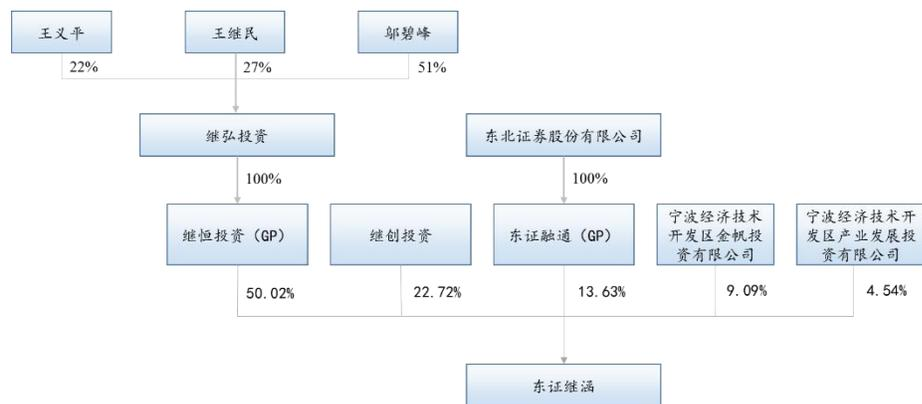 王义平
王继民
邬碧峰
22%
27%
51%
继弘投资
东北证券股份有限公司
100%
100%
继恒投资（GP）
继创投资
东证融通（GP）
宁波经济技术
开发区金帆投
资有限公司
宁波经济技术开
发区产业发展投
资有限公司
50.02%
22.72%
13.63%
9.09%
4.54%
东证继涵